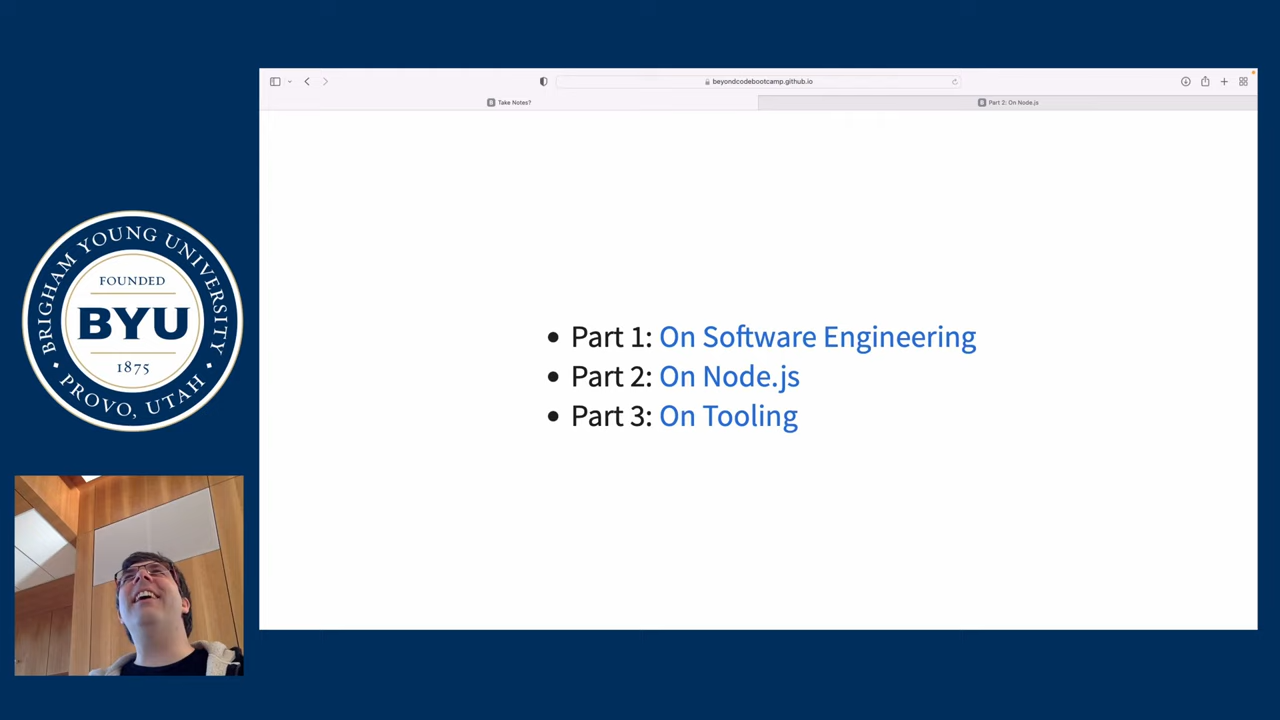 beyondcodebootcamp.github.io
Take Notes?
Part 2: On Node.js
BRIGHAM YOUNG UNIVERSITY
FOUNDED
BYU
1875
PROVO, UTAH
• Part 1: On Software Engineering
• Part 2: On Node.js
• Part 3: On Tooling